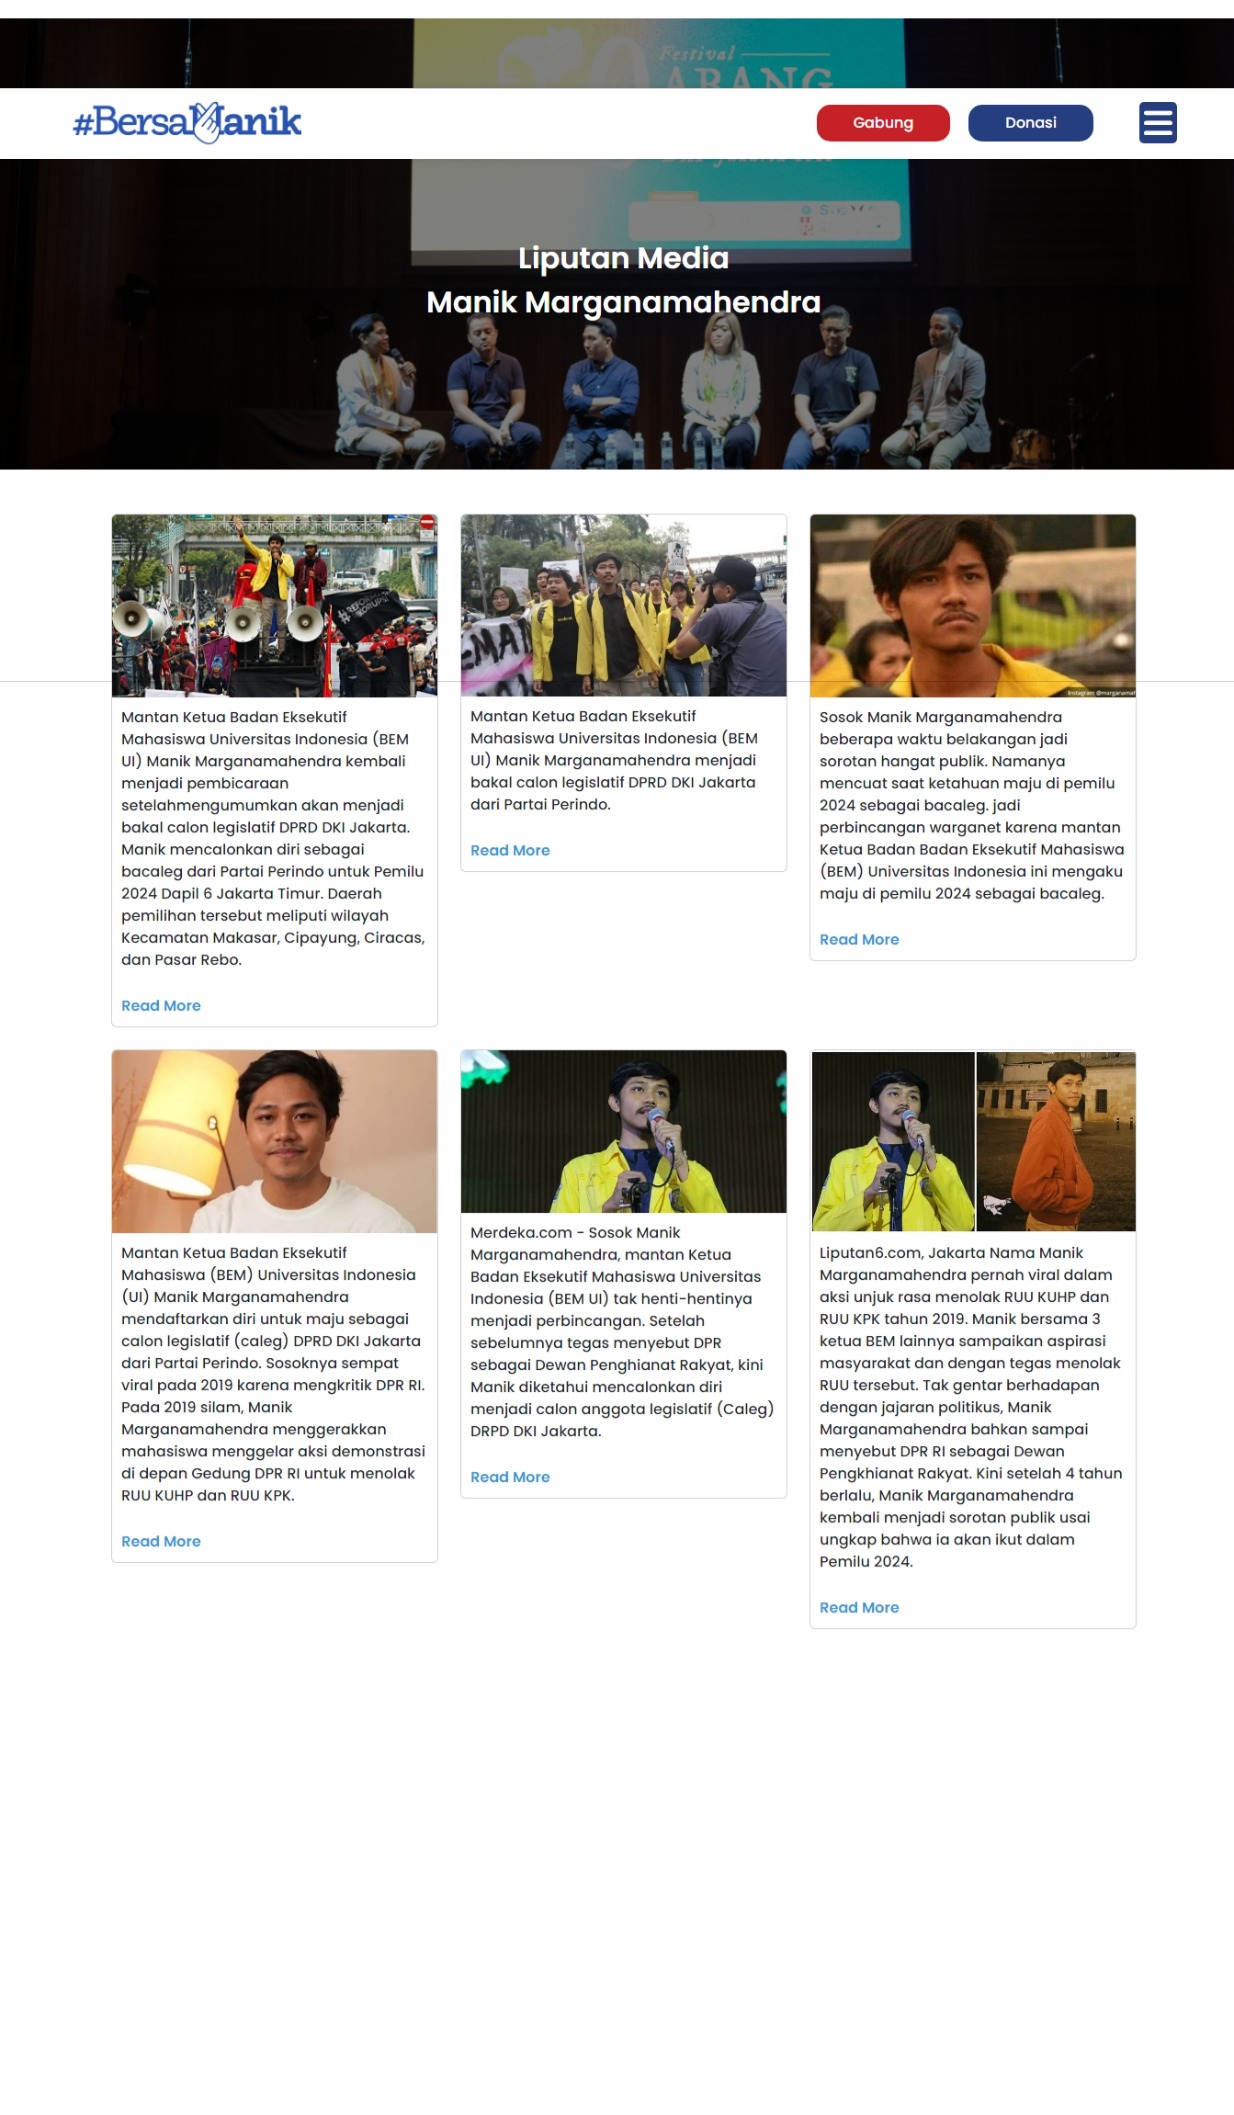 Festival
ABANG
#BersaManik
Gabung
Donasi
Liputan Media
Manik Marganamahendra
#REFORMASI
DIKORUPSI
Instagram @marganamah
Mantan Ketua Badan Eksekutif
Mahasiswa Universitas Indonesia (BEM
UI) Manik Marganamahendra kembali
menjadi pembicaraan
setelahmengumumkan akan menjadi
bakal calon legislatif DPRD DKI Jakarta.
Manik mencalonkan diri sebagai
bacaleg dari Partai Perindo untuk Pemilu
2024 Dapil 6 Jakarta Timur. Daerah
pemilihan tersebut meliputi wilayah
Kecamatan Makasar, Cipayung, Ciracas,
dan Pasar Rebo.
Read More
Mantan Ketua Badan Eksekutif
Mahasiswa Universitas Indonesia (BEM
UI) Manik Marganamahendra menjadi
bakal calon legislatif DPRD DKI Jakarta
dari Partai Perindo.
Read More
Sosok Manik Marganamahendra
beberapa waktu belakangan jadi
sorotan hangat publik. Namanya
mencuat saat ketahuan maju di pemilu
2024 sebagai bacaleg. jadi
perbincangan warganet karena mantan
Ketua Badan Badan Eksekutif Mahasiswa
(BEM) Universitas Indonesia ini mengaku
maju di pemilu 2024 sebagai bacaleg.
Read More
Mantan Ketua Badan Eksekutif
Mahasiswa (BEM) Universitas Indonesia
(UI) Manik Marganamahendra
mendaftarkan diri untuk maju sebagai
calon legislatif (caleg) DPRD DKI Jakarta
dari Partai Perindo. Sosoknya sempat
viral pada 2019 karena mengkritik DPR RI.
Pada 2019 silam, Manik
Marganamahendra menggerakkan
mahasiswa menggelar aksi demonstrasi
di depan Gedung DPR RI untuk menolak
RUU KUHP dan RUU KPK.
Read More
Merdeka.com - Sosok Manik
Marganamahendra, mantan Ketua
Badan Eksekutif Mahasiswa Universitas
Indonesia (BEM UI) tak henti-hentinya
menjadi perbincangan. Setelah
sebelumnya tegas menyebut DPR
sebagai Dewan Penghianat Rakyat, kini
Manik diketahui mencalonkan diri
menjadi calon anggota legislatif (Caleg)
DRPD DKI Jakarta.
Read More
Liputan6.com, Jakarta Nama Manik
Marganamahendra pernah viral dalam
aksi unjuk rasa menolak RUU KUHP dan
RUU KPK tahun 2019. Manik bersama 3
ketua BEM lainnya sampaikan aspirasi
masyarakat dan dengan tegas menolak
RUU tersebut. Tak gentar berhadapan
dengan jajaran politikus, Manik
Marganamahendra bahkan sampai
menyebut DPR RI sebagai Dewan
Pengkhianat Rakyat. Kini setelah 4 tahun
berlalu, Manik Marganamahendra
kembali menjadi sorotan publik usai
ungkap bahwa ia akan ikut dalam
Pemilu 2024.
Read More